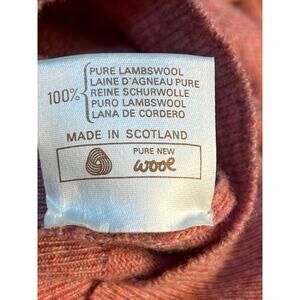 100%
PURE LAMBSWOOL
LAINE D'AGNEAU PURE
REINE SCHURWOLLE
PURO LAMBSWOOL
LANA DE CORDERO
MADE IN SCOTLAND
PURE NEW
wool